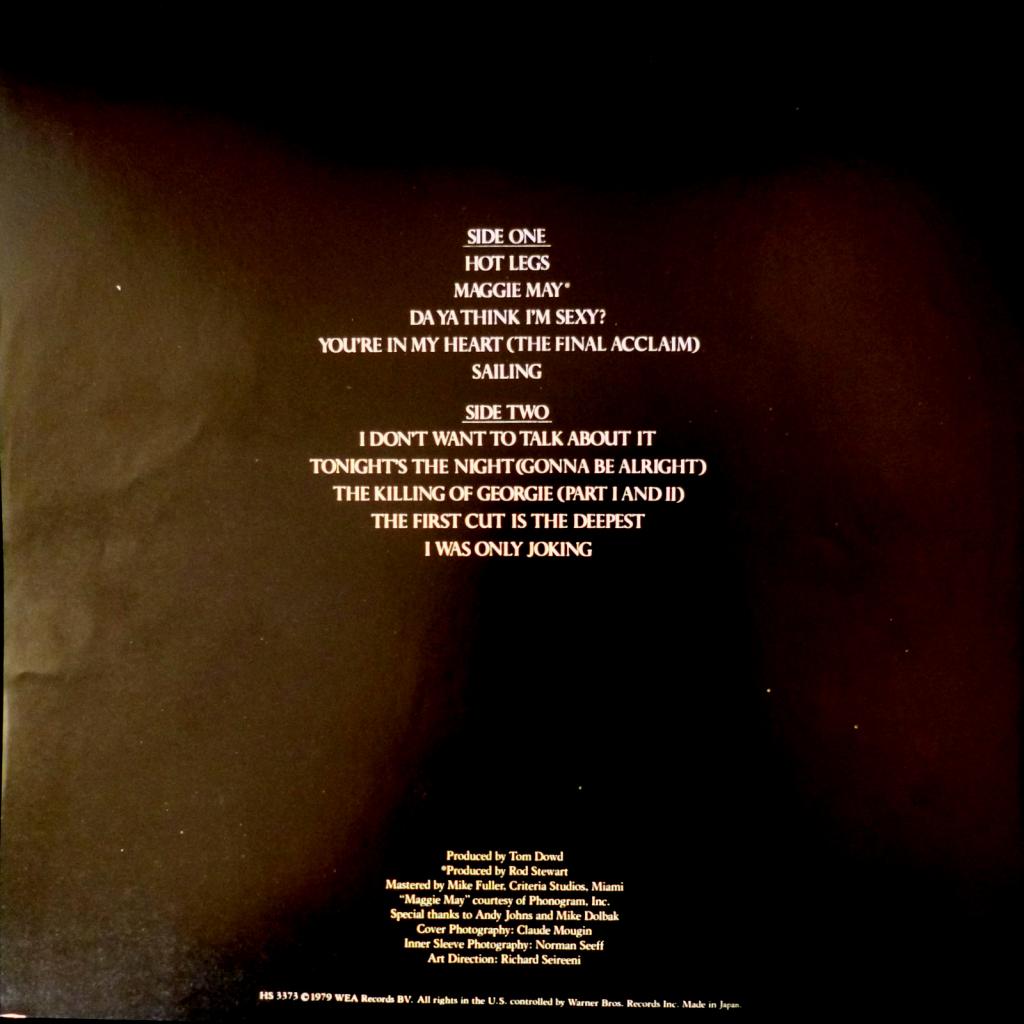 SIDE ONE
HOT LEGS
MAGGIE MAY*
DA YA THINK I'M SEXY?
YOU'RE IN MY HEART (THE FINAL ACCLAIM)
SAILING
SIDE TWO
I DON'T WANT TO TALK ABOUT IT
TONIGHT'S THE NIGHT (GONNA BE ALRIGHT)
THE KILLING OF GEORGIE (PART I AND II)
THE FIRST CUT IS THE DEEPEST
I WAS ONLY JOKING
Produced by Tom Dowd
*Produced by Rod Stewart
Mastered by Mike Fuller, Criteria Studios, Miami
"Maggie May" courtesy of Phonogram, Inc.
Special thanks to Andy Johns and Mike Dolbak
Cover Photography: Claude Mougin
Inner Sleeve Photography: Norman Seeff
Art Direction: Richard Seireeni
HS 3373 © 1979 WEA Records BV. All rights in the U.S. controlled by Warner Bros. Records Inc. Made in Japan.